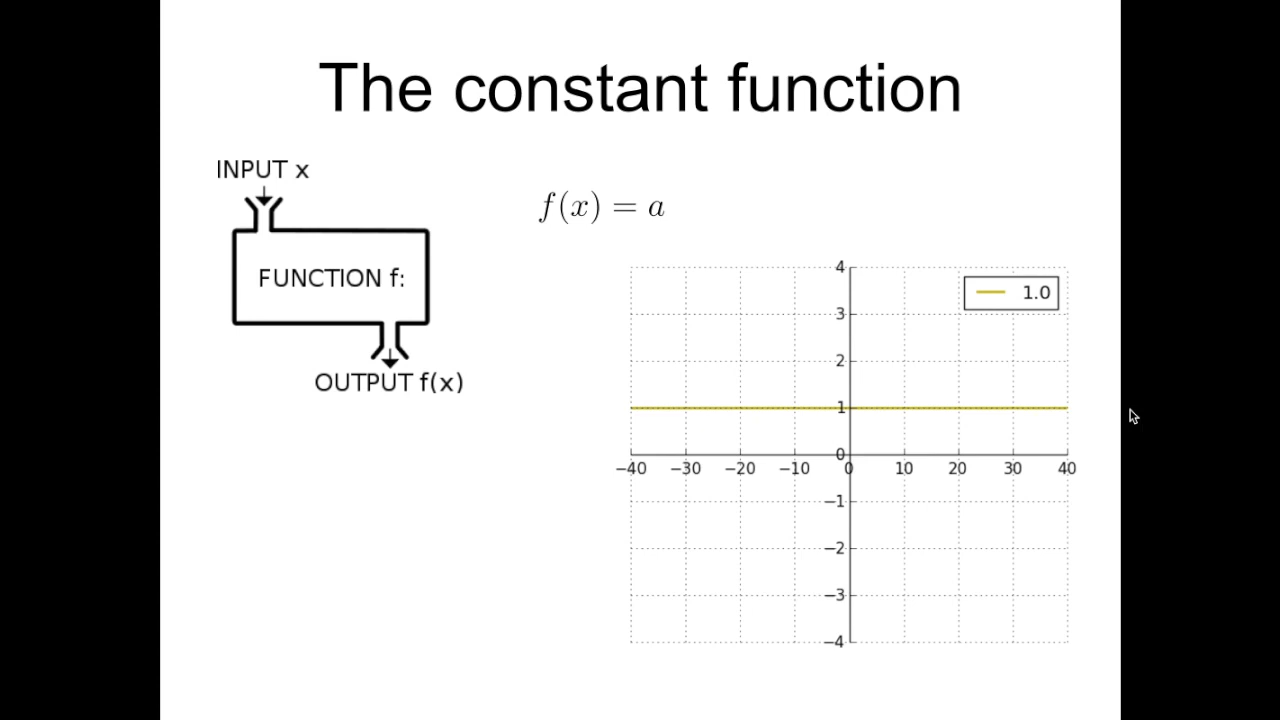 The constant function
INPUT x
f(x) = a
FUNCTION f:
OUTPUT f(x)
1.0
4
3
2
1
0
−40 −30 −20 −10 0 10 20 30 40
−1
−2
−3
−4